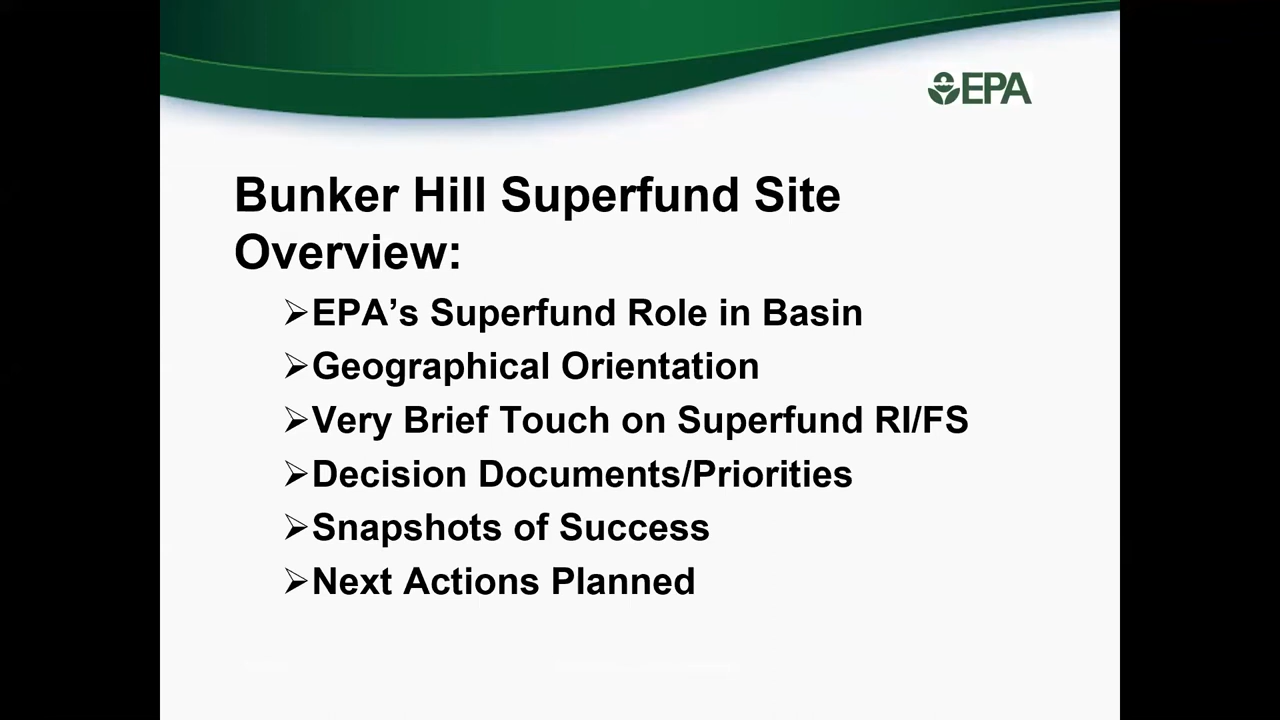 EPA
Bunker Hill Superfund Site
Overview:
➢EPA’s Superfund Role in Basin
➢Geographical Orientation
➢Very Brief Touch on Superfund RI/FS
➢Decision Documents/Priorities
➢Snapshots of Success
➢Next Actions Planned